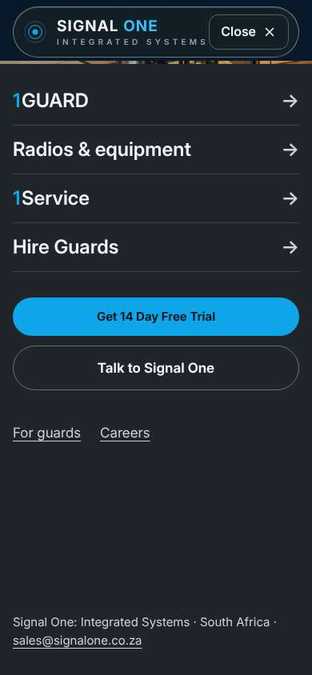 SIGNAL ONE
INTEGRATED SYSTEMS
Close
1GUARD
Radios & equipment
1Service
Hire Guards
Get 14 Day Free Trial
Talk to Signal One
For guards Careers
Signal One: Integrated Systems · South Africa ·
sales@signalone.co.za